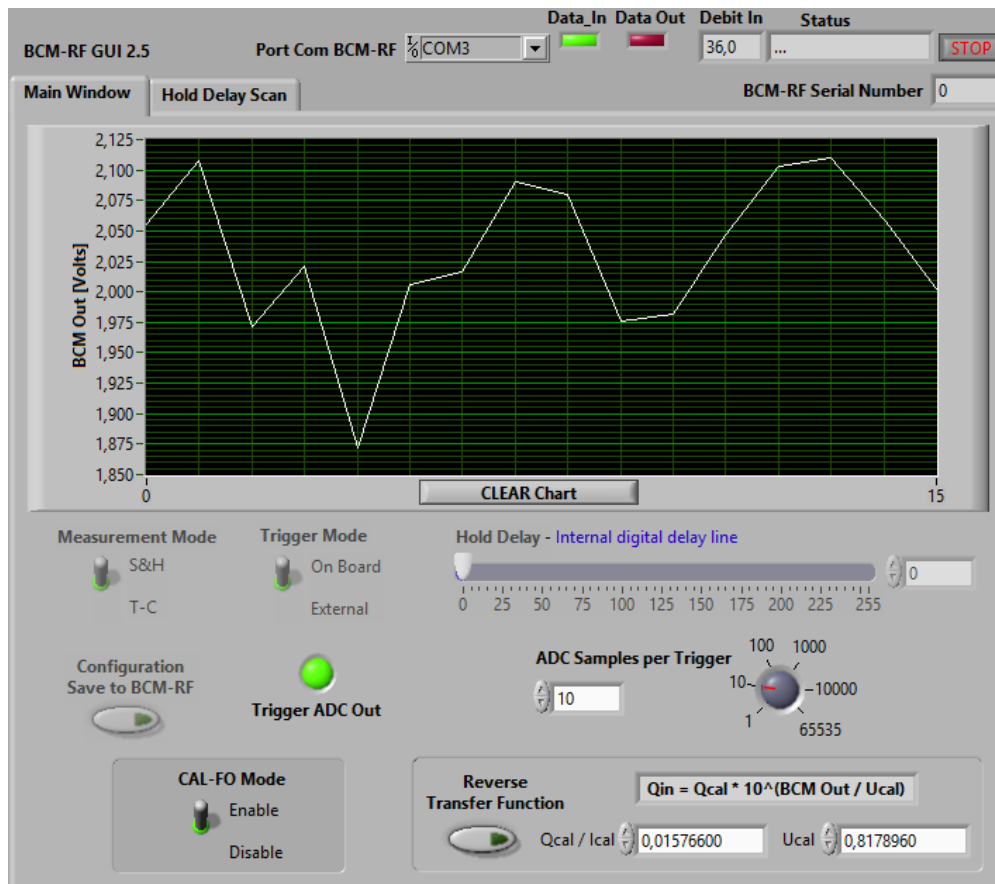 Data_In Data Out Debit In Status
BCM-RF GUI 2.5 Port Com BCM-RF I/O COM3 36,0 ... STOP
Main Window Hold Delay Scan BCM-RF Serial Number 0
BCM Out [Volts]
2,125
2,100
2,075
2,050
2,025
2,000
1,975
1,950
1,925
1,900
1,875
1,850
0 CLEAR Chart 15
Measurement Mode Trigger Mode Hold Delay - Internal digital delay line
S&H On Board 0
T-C External 0 25 50 75 100 125 150 175 200 225 255
Configuration
Save to BCM-RF
Trigger ADC Out
ADC Samples per Trigger
10
100 1000
10 10000
1 65535
CAL-FO Mode
Enable
Disable
Reverse
Transfer Function
Qin = Qcal * 10^(BCM Out / Ucal)
Qcal / Ical 0,01576600 Ucal 0,8178960